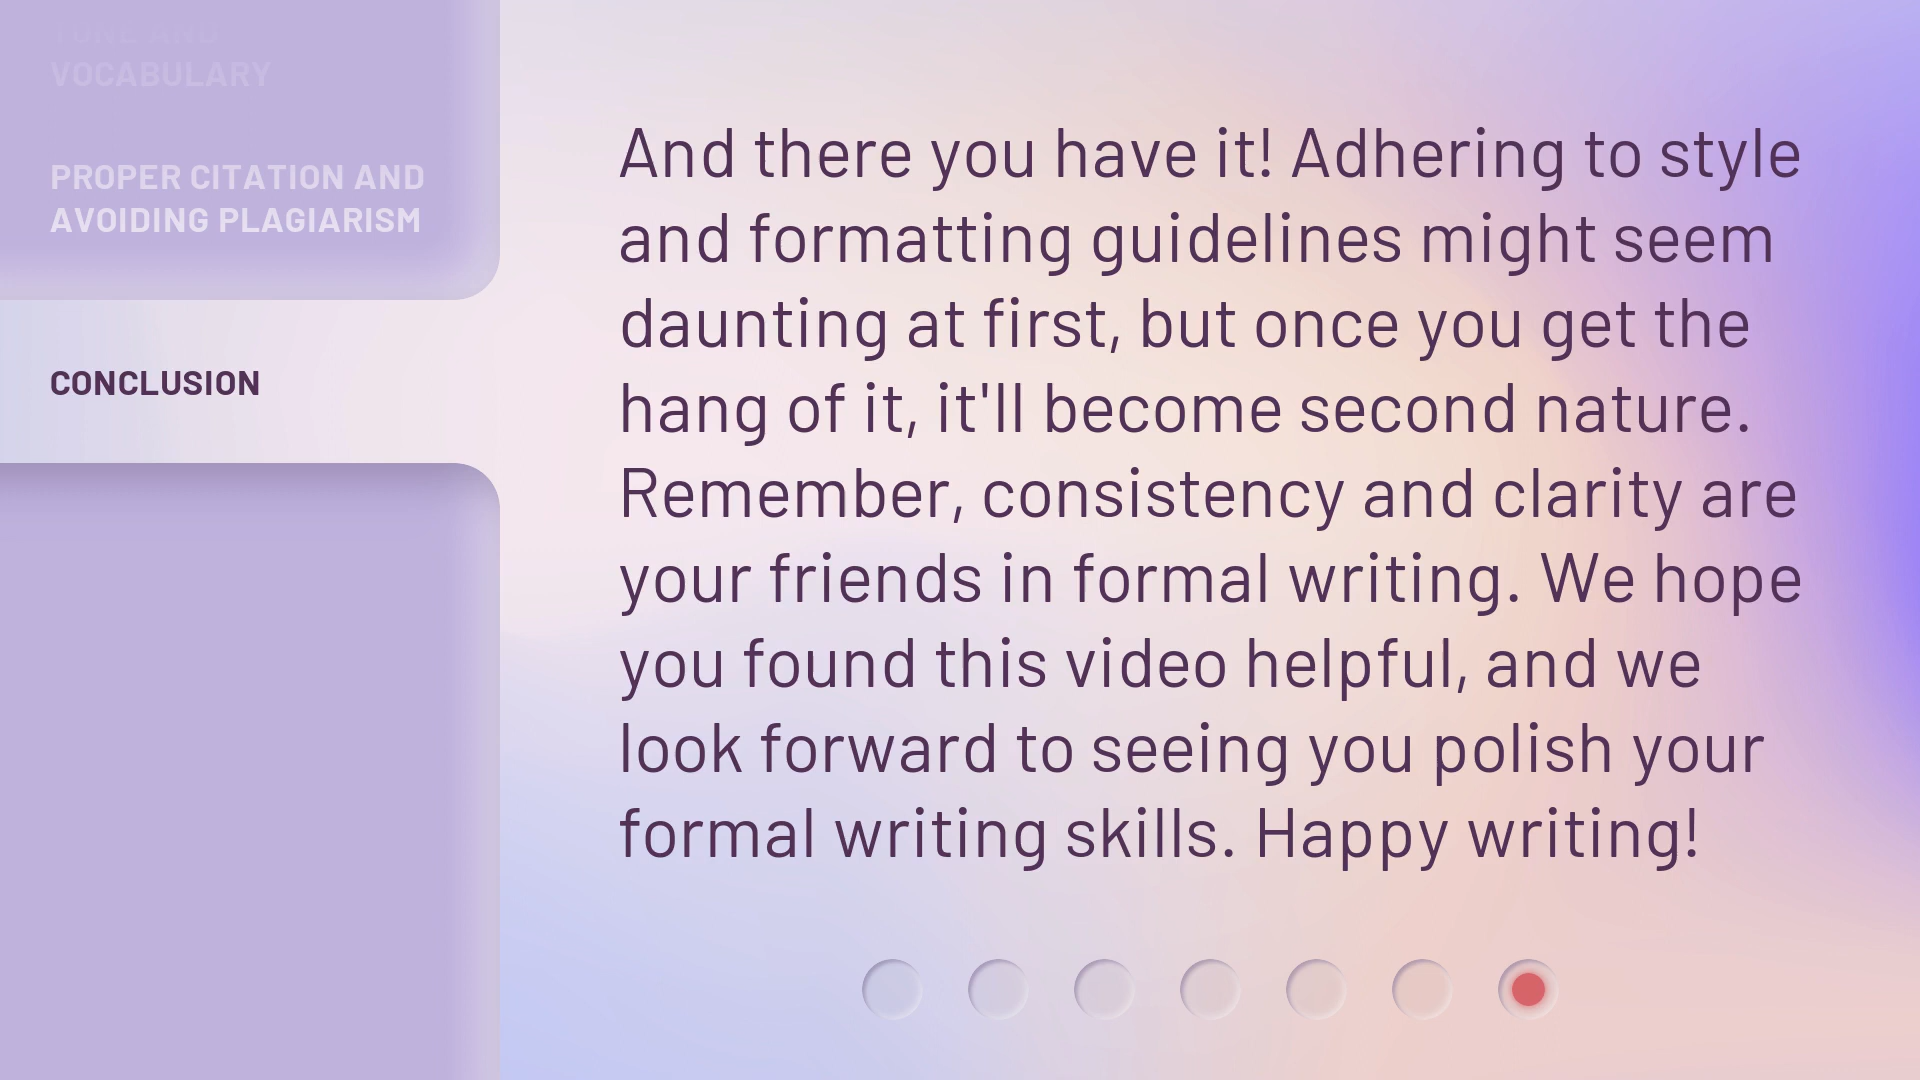 TONE AND
VOCABULARY
PROPER CITATION AND
AVOIDING PLAGIARISM
CONCLUSION
And there you have it! Adhering to style
and formatting guidelines might seem
daunting at first, but once you get the
hang of it, it'll become second nature.
Remember, consistency and clarity are
your friends in formal writing. We hope
you found this video helpful, and we
look forward to seeing you polish your
formal writing skills. Happy writing!